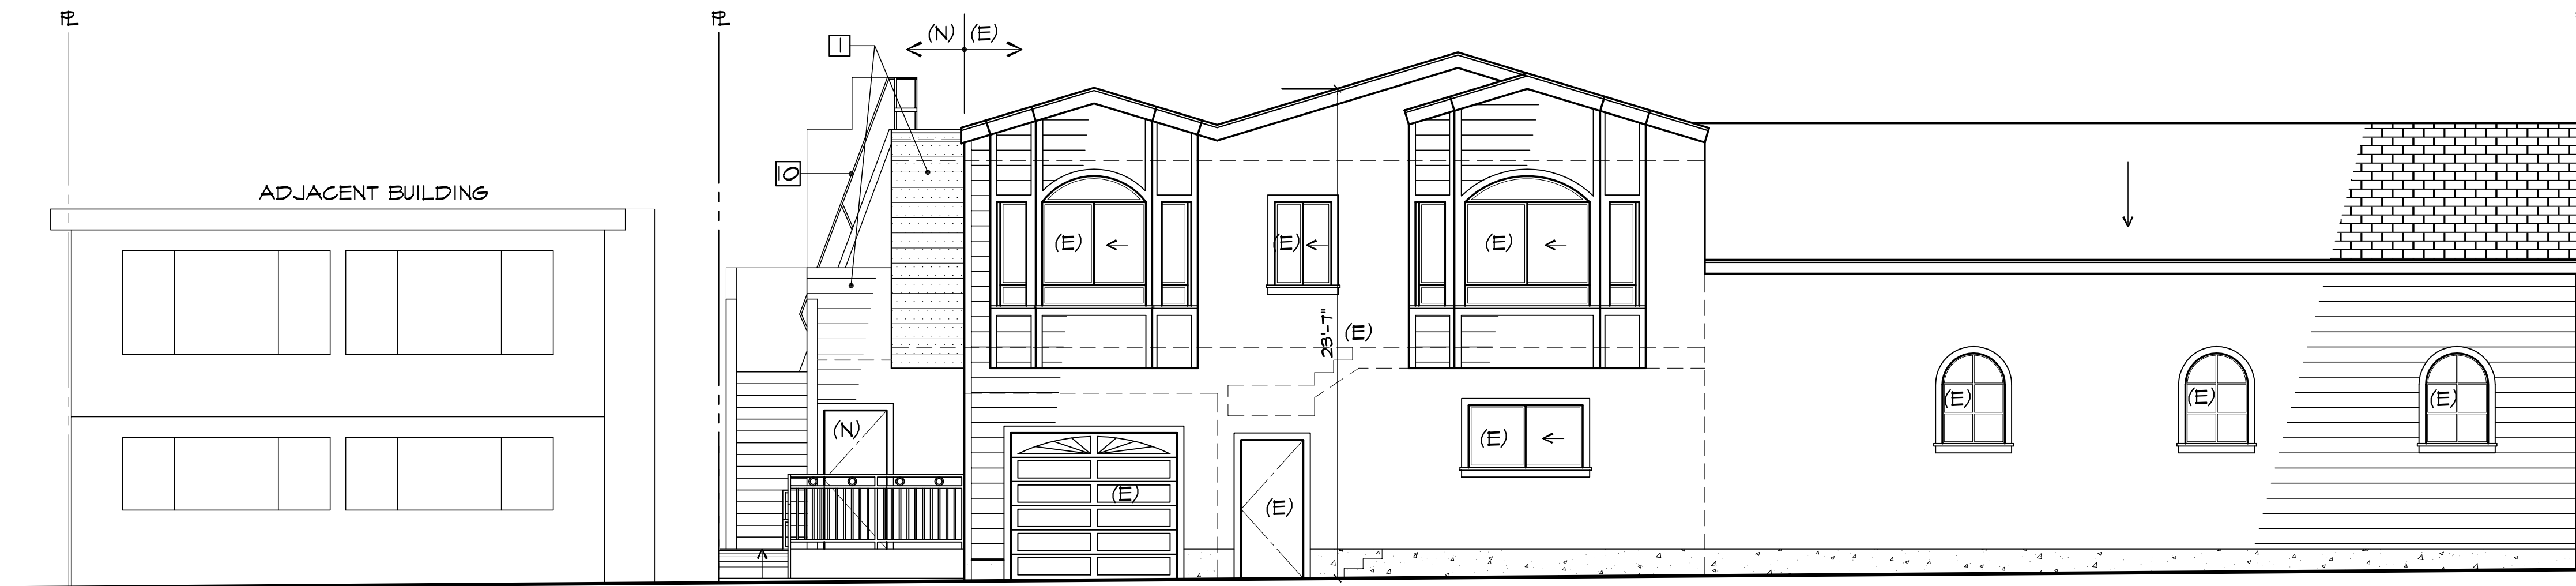 PL
PL
(N) (E)
1
10
ADJACENT BUILDING
(E)
(E)
(E)
23'-7"
(E)
(N)
(E)
(E)
(E)
(E)
(E)
(E)